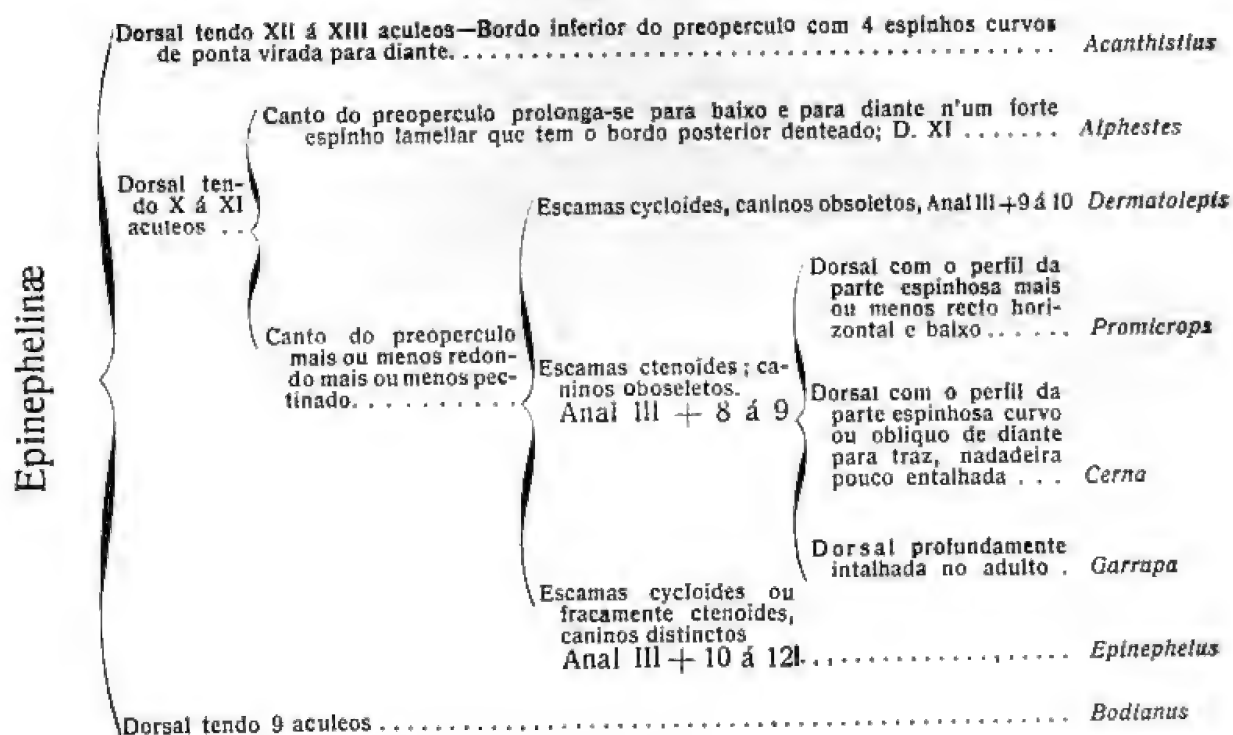 Epinephelinæ
Dorsal tendo XII á XIII aculeos—Bordo inferior do preoperculo com 4 espinhos curvos
de ponta virada para diante. . . . . . . . . . . . . . . . . . . . . . . . . . . . . . . . . . . . Acanthistius
Canto do preoperculo prolonga-se para baixo e para diante n'um forte
espinho lamellar que tem o bordo posterior denteado; D. XI . . . . . . . Alphestes
Dorsal ten-
do X á XI
aculeos . .
Escamas cycloides, caninos obsoletos, Anal III+9 á 10 Dermatolepis
Canto do preoperculo
mais ou menos redon-
do mais ou menos pec-
tinado. . . . . . . . . . .
Escamas ctenoides; ca-
ninos oboseletos.
Anal III + 8 á 9
Dorsal com o perfil da
parte espinhosa mais
ou menos recto hori-
zontal e baixo . . . . . . Promicrops
Dorsal com o perfil da
parte espinhosa curvo
ou obliquo de diante
para traz, nadadeira
pouco entalhada . . . Cerna
Dorsal profundamente
intalhada no adulto . Garrupa
Escamas cycloides ou
fracamente ctenoides,
caninos distinctos
Anal III + 10 á 12 . . . . . . . . . . . . . . . . . . . Epinephelus
Dorsal tendo 9 aculeos . . . . . . . . . . . . . . . . . . . . . . . . . . . . . . . . . . . . . . . . . . . . . . Bodianus